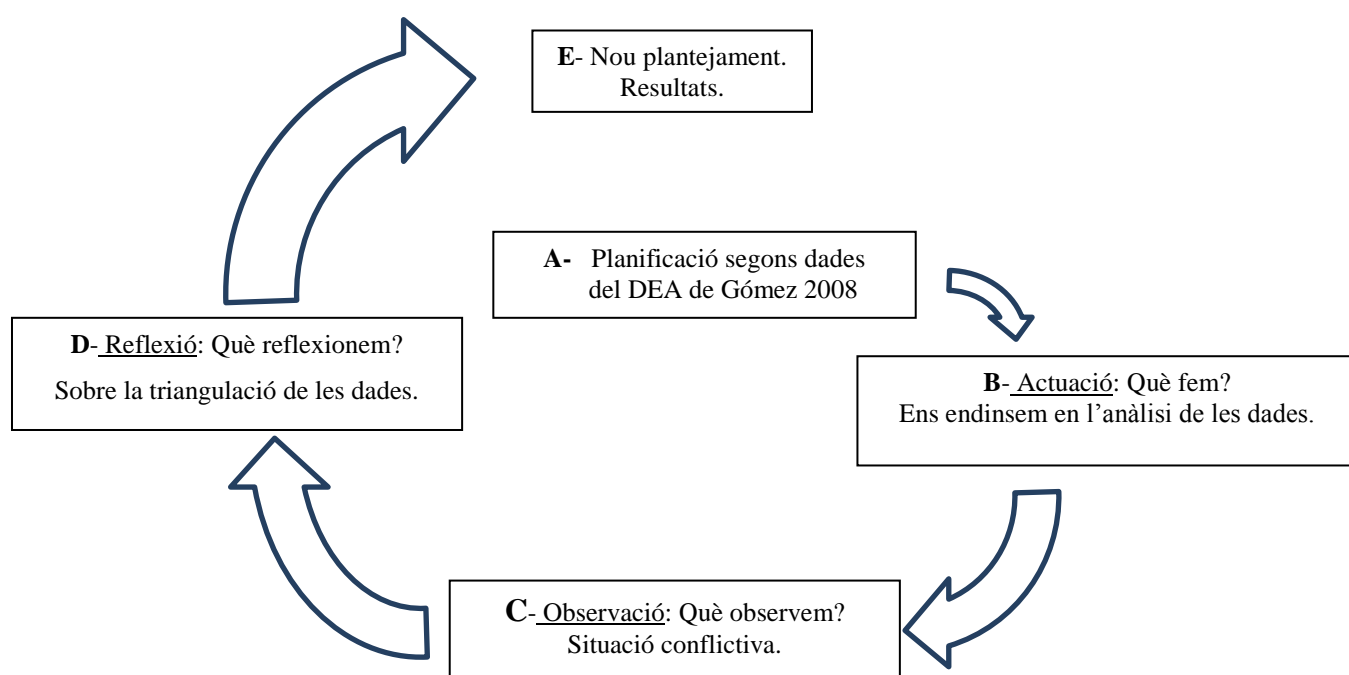 E- Nou plantejament.
Resultats.
A- Planificació segons dades
del DEA de Gómez 2008
D- Reflexió: Què reflexionem?
Sobre la triangulació de les dades.
B- Actuació: Què fem?
Ens endinsem en l’anàlisi de les dades.
C- Observació: Què observem?
Situació conflictiva.